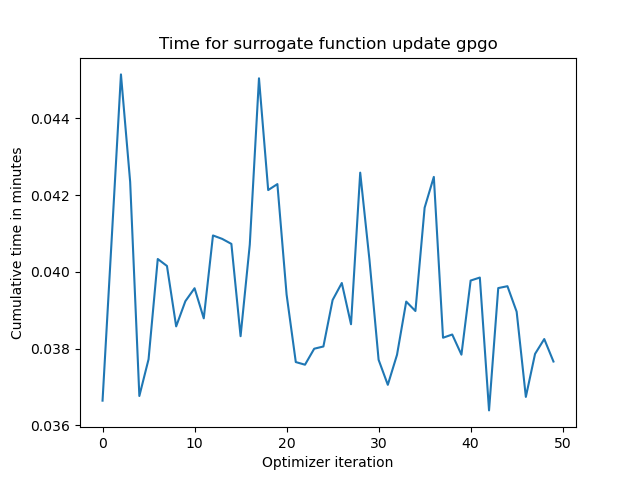 Time for surrogate function update gpgo
Cumulative time in minutes
0.044
0.042
0.040
0.038
0.036
0 10 20 30 40 50
Optimizer iteration